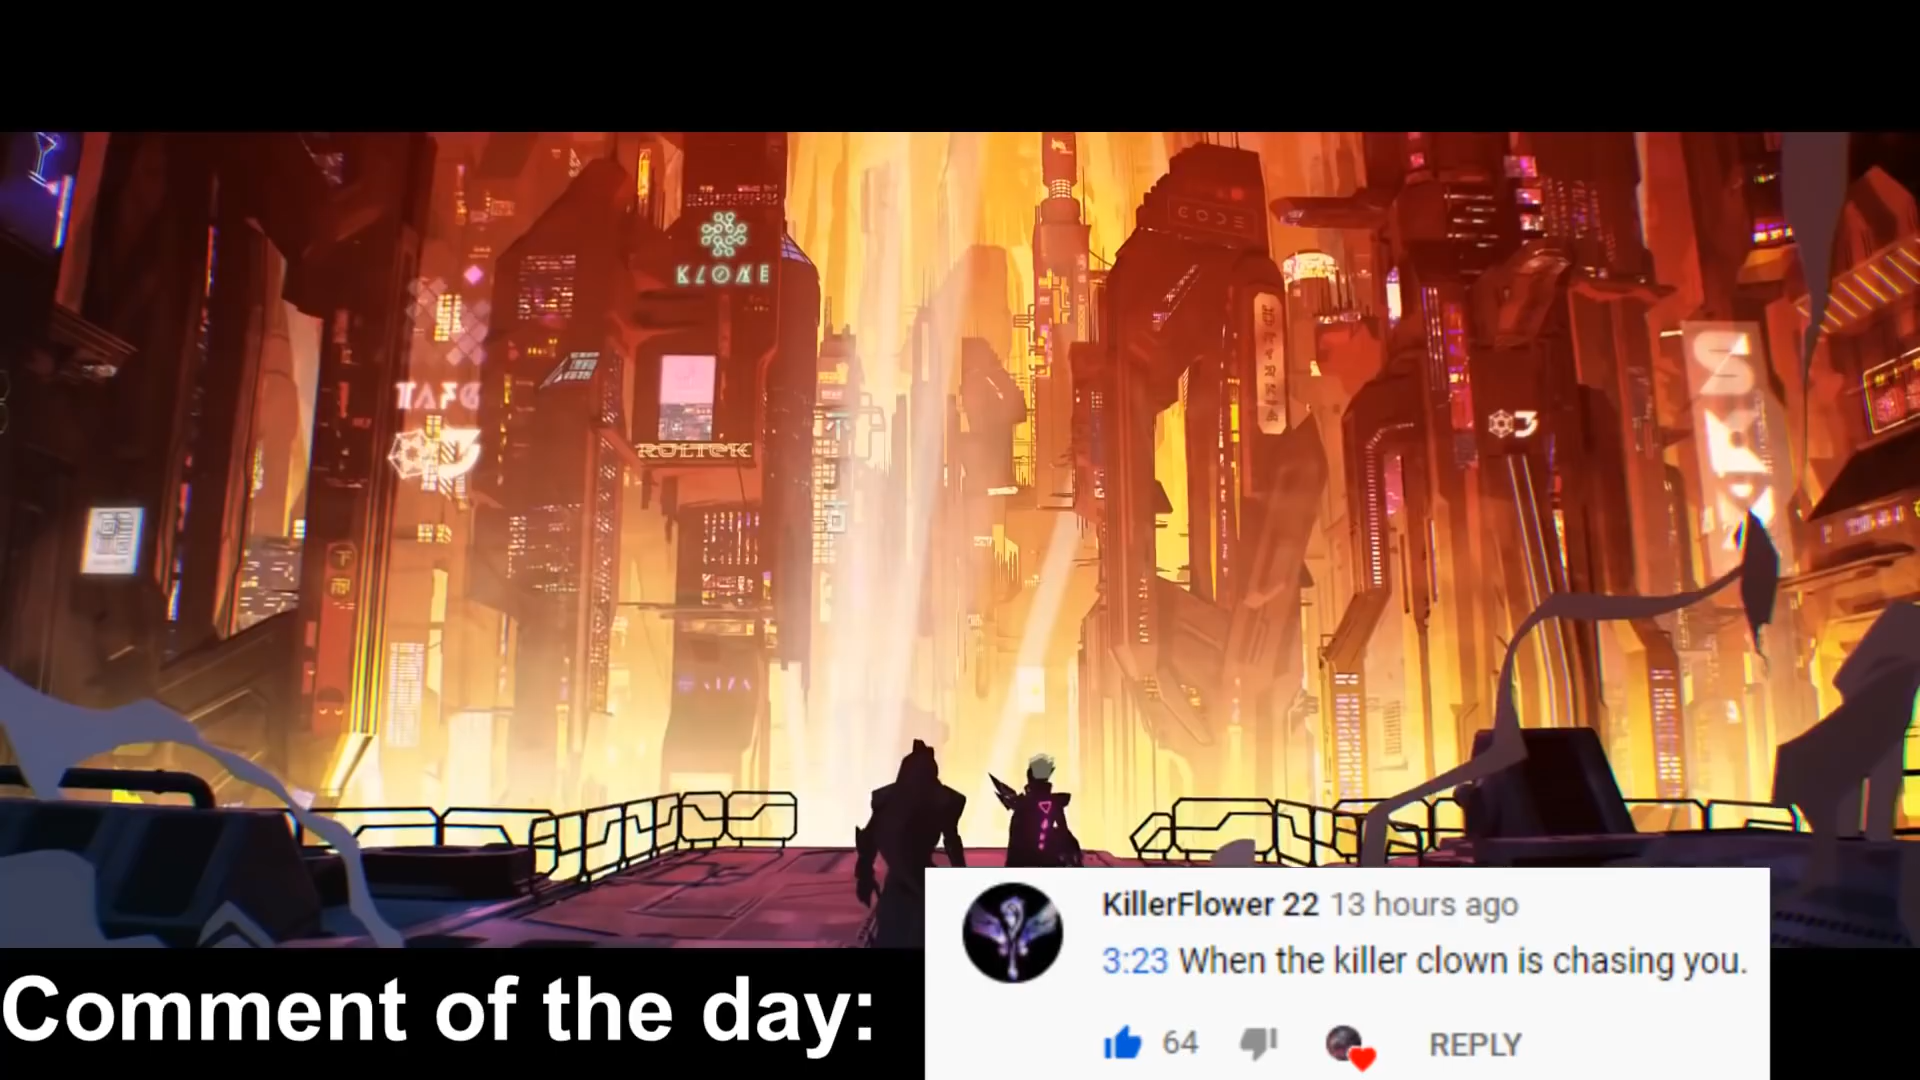 KLONE
CODE
TAFG
ROLTEK
3
Comment of the day:
KillerFlower 22 13 hours ago
3:23 When the killer clown is chasing you.
64
REPLY